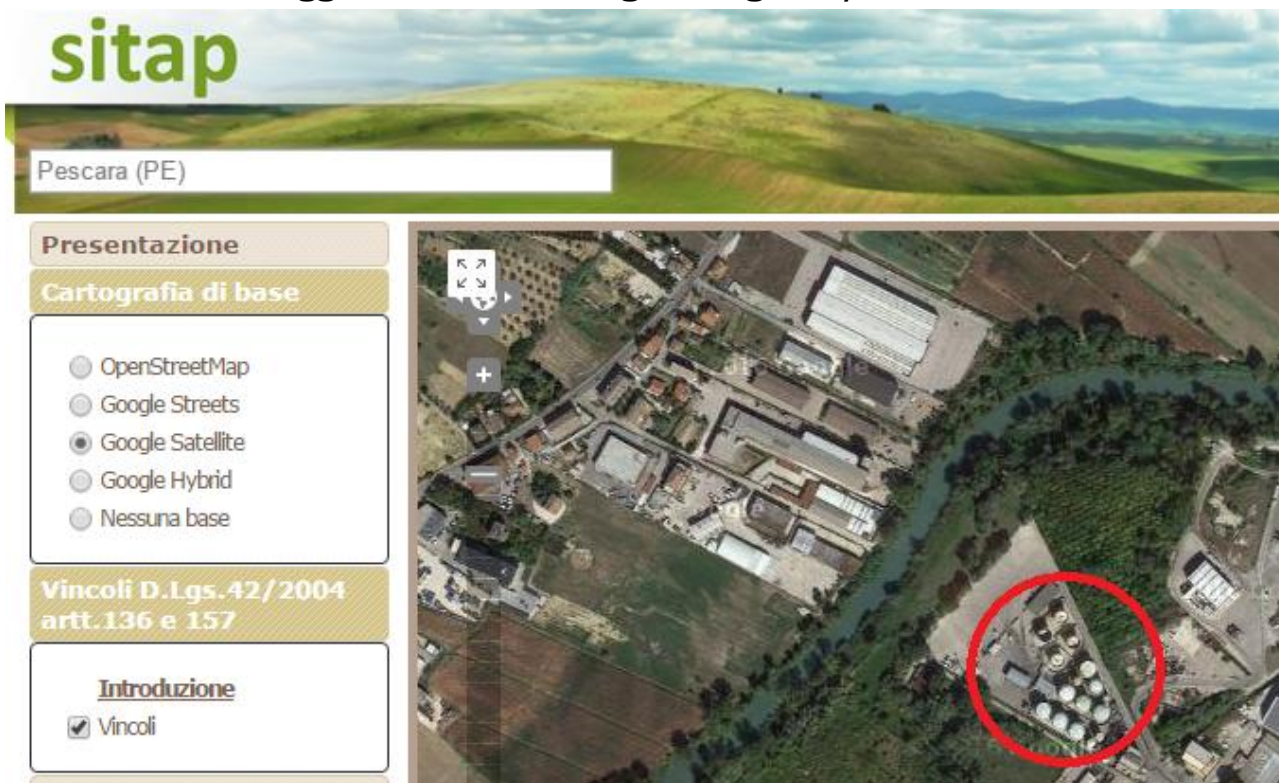 sitap
Pescara (PE)
Presentazione
Cartografia di base
OpenStreetMap
Google Streets
Google Satellite
Google Hybrid
Nessuna base
Vincoli D.Lgs.42/2004
artt.136 e 157
Introduzione
Vincoli